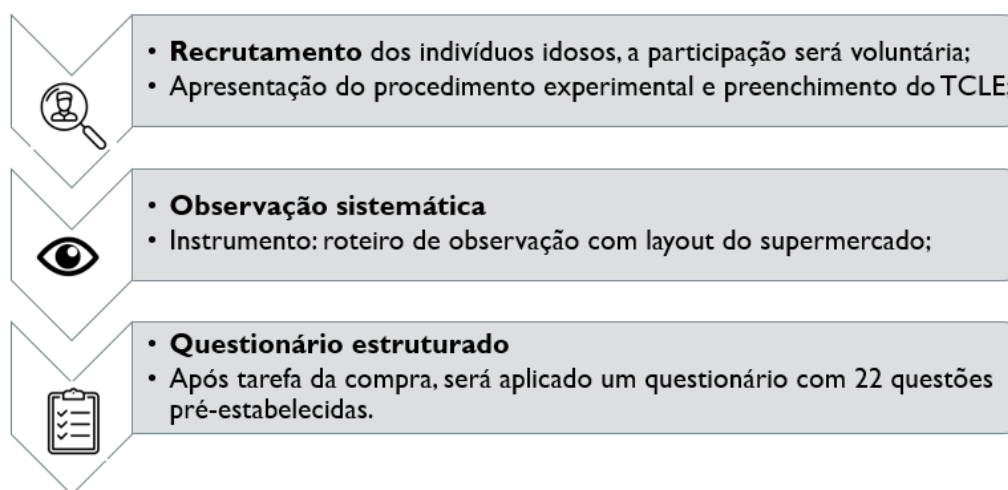 • Recrutamento dos indivíduos idosos, a participação será voluntária;
• Apresentação do procedimento experimental e preenchimento do TCLE;
• Observação sistemática
• Instrumento: roteiro de observação com layout do supermercado;
• Questionário estruturado
• Após tarefa da compra, será aplicado um questionário com 22 questões
pré-estabelecidas.